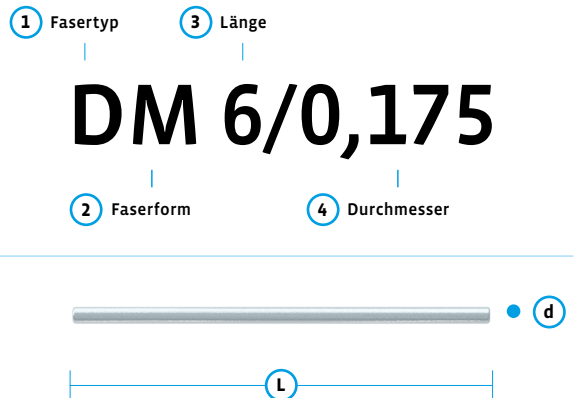 1 Fasertyp 3 Länge
DM 6/0,175
2 Faserform 4 Durchmesser
d
L